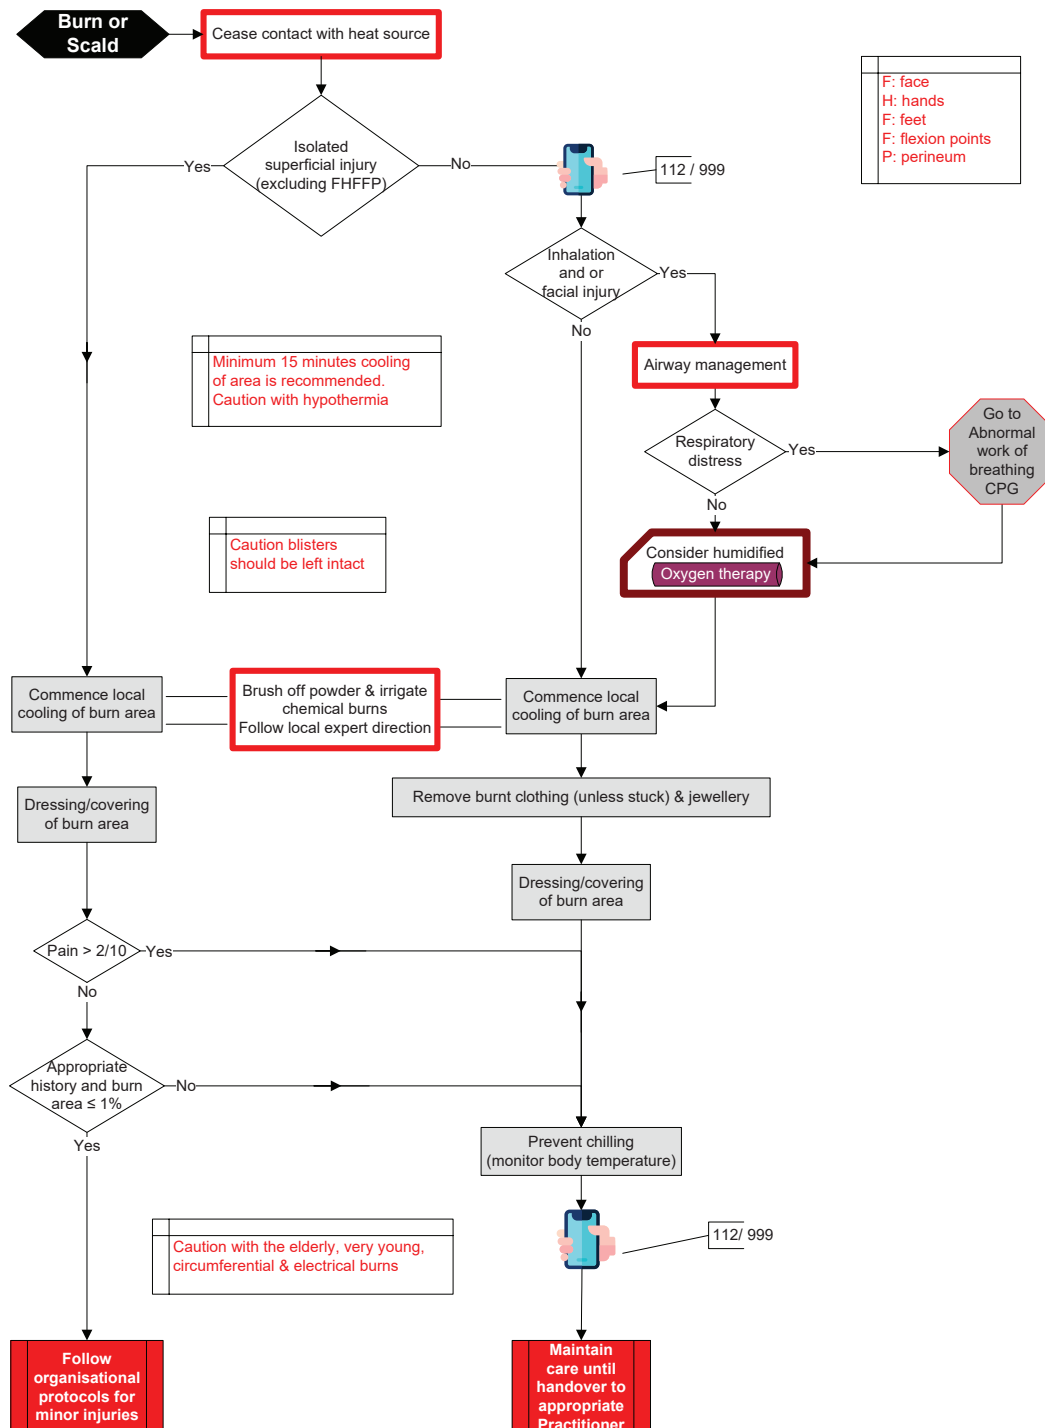 Burn or
Scald
Cease contact with heat source
F: face
H: hands
F: feet
F: flexion points
P: perineum
Isolated
superficial injury
(excluding FHFFP)
Yes
No
112 / 999
Inhalation
and or
facial injury
Yes
No
Minimum 15 minutes cooling
of area is recommended.
Caution with hypothermia
Airway management
Respiratory
distress
Yes
No
Go to
Abnormal
work of
breathing
CPG
Caution blisters
should be left intact
Consider humidified
Oxygen therapy
Commence local
cooling of burn area
Brush off powder & irrigate
chemical burns
Follow local expert direction
Commence local
cooling of burn area
Remove burnt clothing (unless stuck) & jewellery
Dressing/covering
of burn area
Dressing/covering
of burn area
Pain > 2/10
Yes
No
Appropriate
history and burn
area ≤ 1%
No
Yes
Prevent chilling
(monitor body temperature)
112/ 999
Caution with the elderly, very young,
circumferential & electrical burns
Follow
organisational
protocols for
minor injuries
Maintain
care until
handover to
appropriate
Practitioner